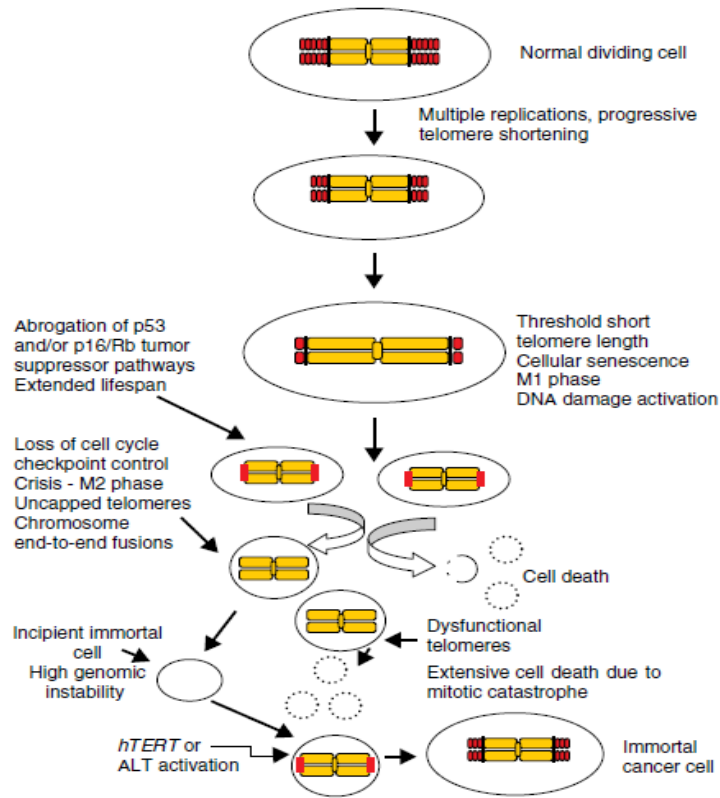 Normal dividing cell
Multiple replications, progressive
telomere shortening
Threshold short
telomere length
Cellular senescence
M1 phase
DNA damage activation
Abrogation of p53
and/or p16/Rb tumor
suppressor pathways
Extended lifespan
Loss of cell cycle
checkpoint control
Crisis - M2 phase
Uncapped telomeres
Chromosome
end-to-end fusions
Cell death
Dysfunctional
telomeres
Extensive cell death due to
mitotic catastrophe
Incipient immortal
cell
High genomic
instability
hTERT or
ALT activation
Immortal
cancer cell